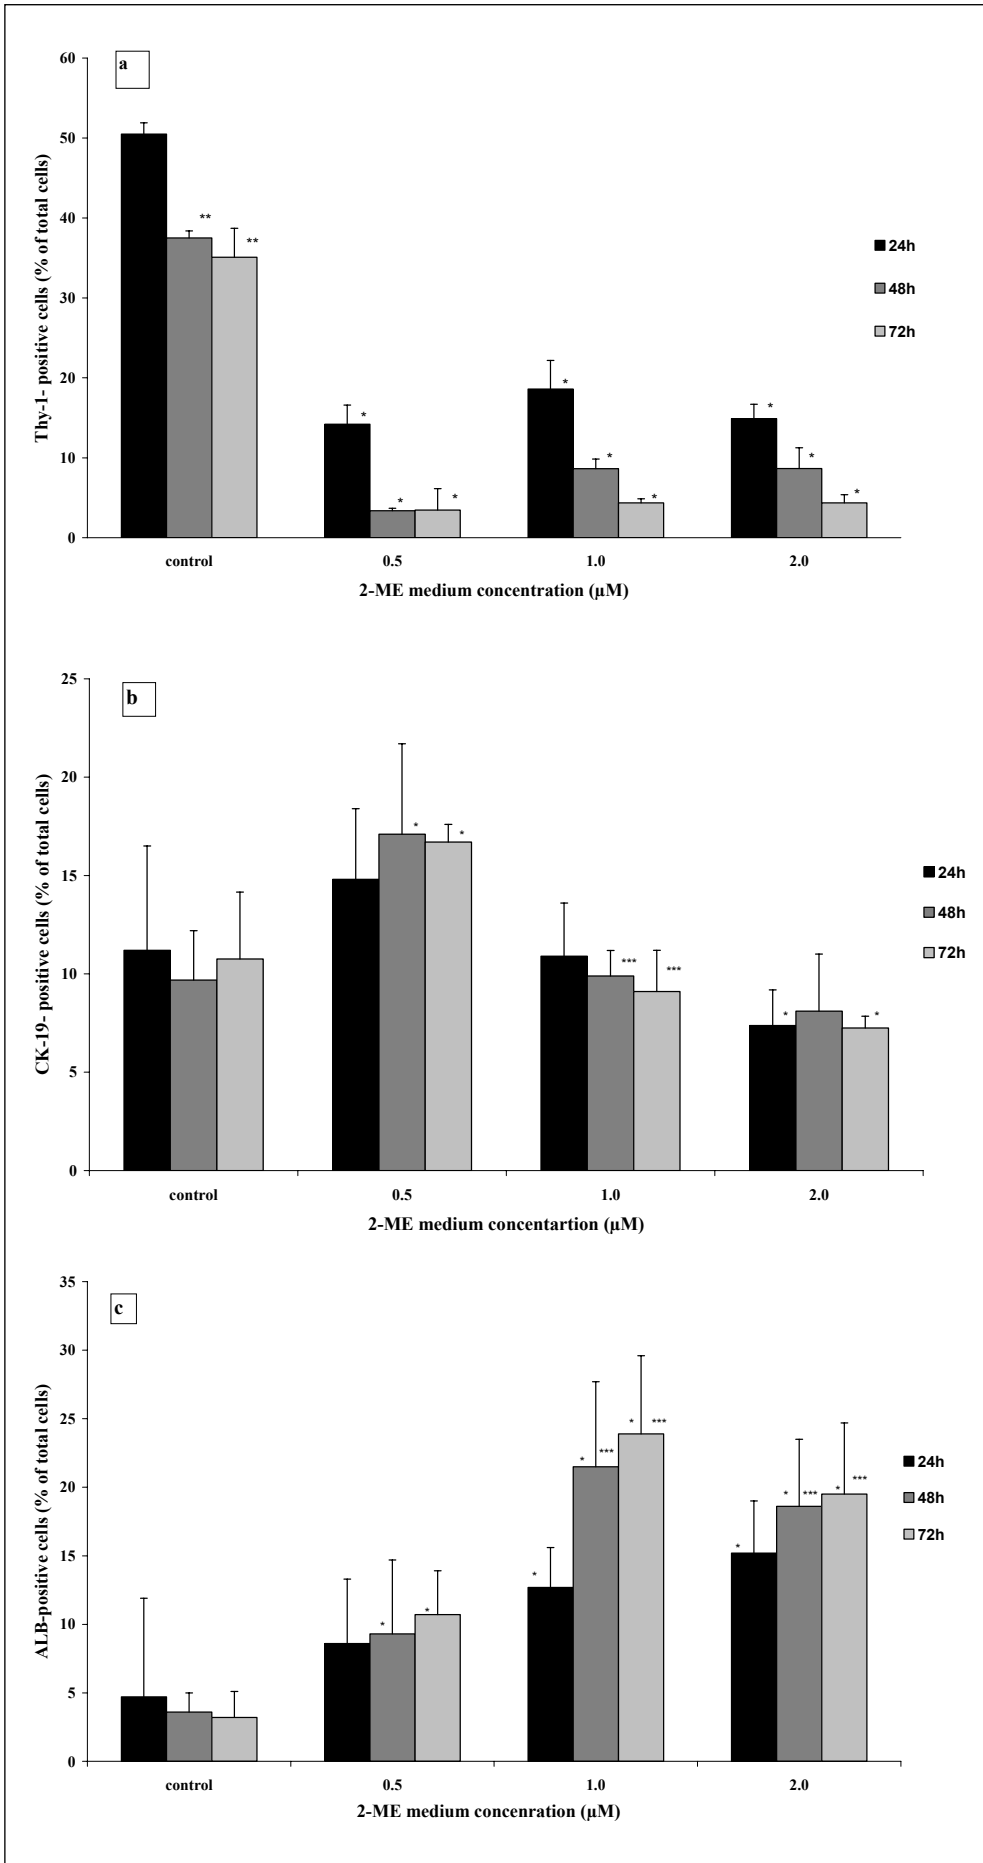 a
60
50
40
30
20
10
0
Thy-1- positive cells (% of total cells)
**
**
*
*
*
*
*
*
*
*
*
24h
48h
72h
control 0.5 1.0 2.0
2-ME medium concentration (µM)
b
25
20
15
10
5
0
CK-19- positive cells (% of total cells)
*
*
***
***
*
*
24h
48h
72h
control 0.5 1.0 2.0
2-ME medium concentartion (µM)
c
35
30
25
20
15
10
5
0
ALB-positive cells (% of total cells)
*
*
*
* ***
* ***
*
* ***
* ***
24h
48h
72h
control 0.5 1.0 2.0
2-ME medium concenration (µM)